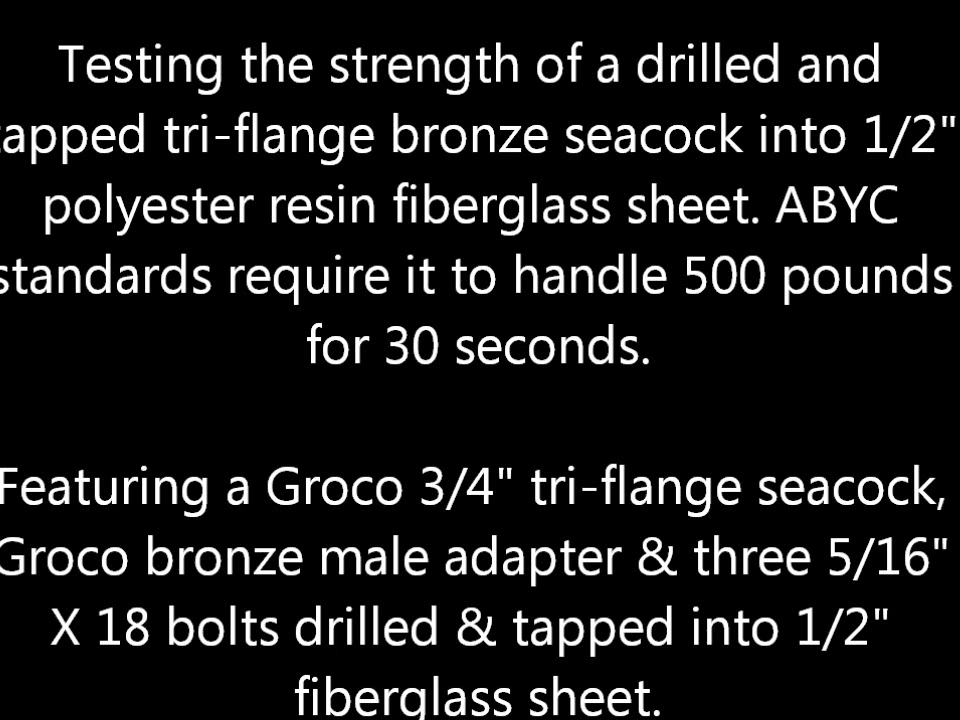 Testing the strength of a drilled and
tapped tri-flange bronze seacock into 1/2"
polyester resin fiberglass sheet. ABYC
standards require it to handle 500 pounds
for 30 seconds.
Featuring a Groco 3/4" tri-flange seacock,
Groco bronze male adapter & three 5/16"
X 18 bolts drilled & tapped into 1/2"
fiberglass sheet.